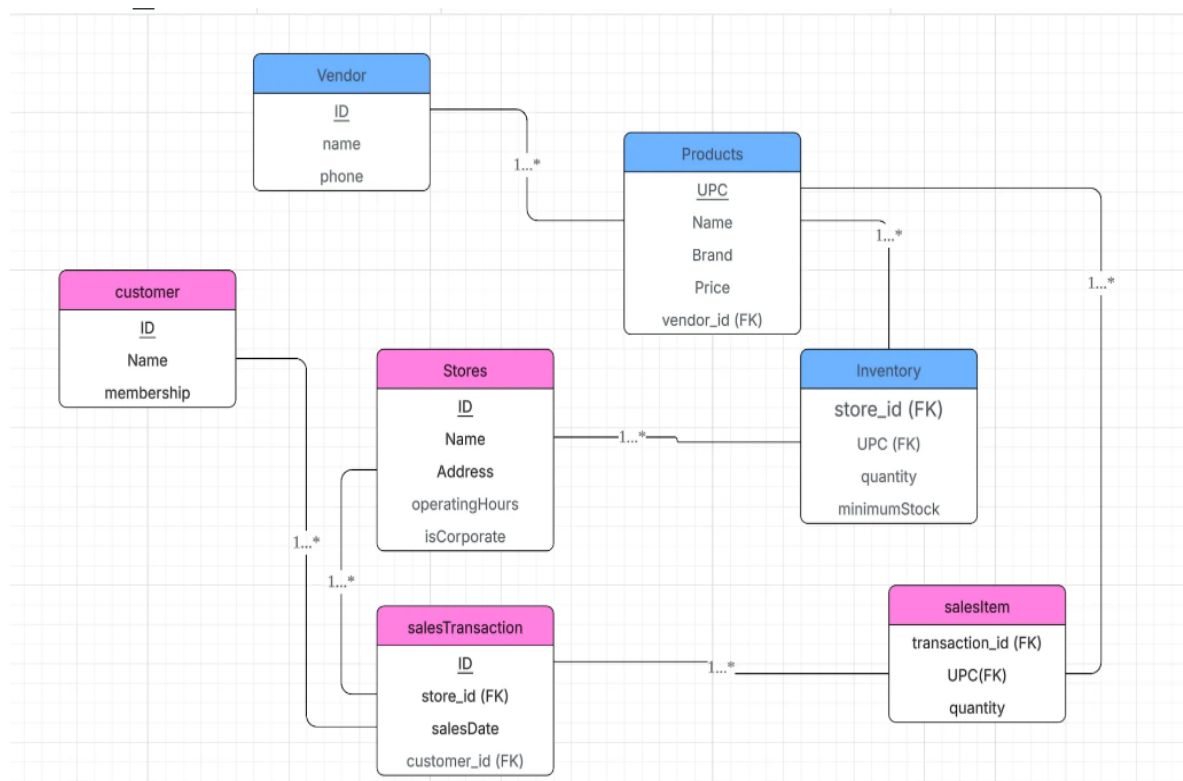 Vendor
ID
name
phone
1...*
Products
UPC
Name
Brand
Price
vendor_id (FK)
1...*
1...*
customer
ID
Name
membership
Stores
ID
Name
Address
operatingHours
isCorporate
1...*
Inventory
store_id (FK)
UPC (FK)
quantity
minimumStock
1...*
1...*
salesTransaction
ID
store_id (FK)
salesDate
customer_id (FK)
1...*
salesItem
transaction_id (FK)
UPC(FK)
quantity